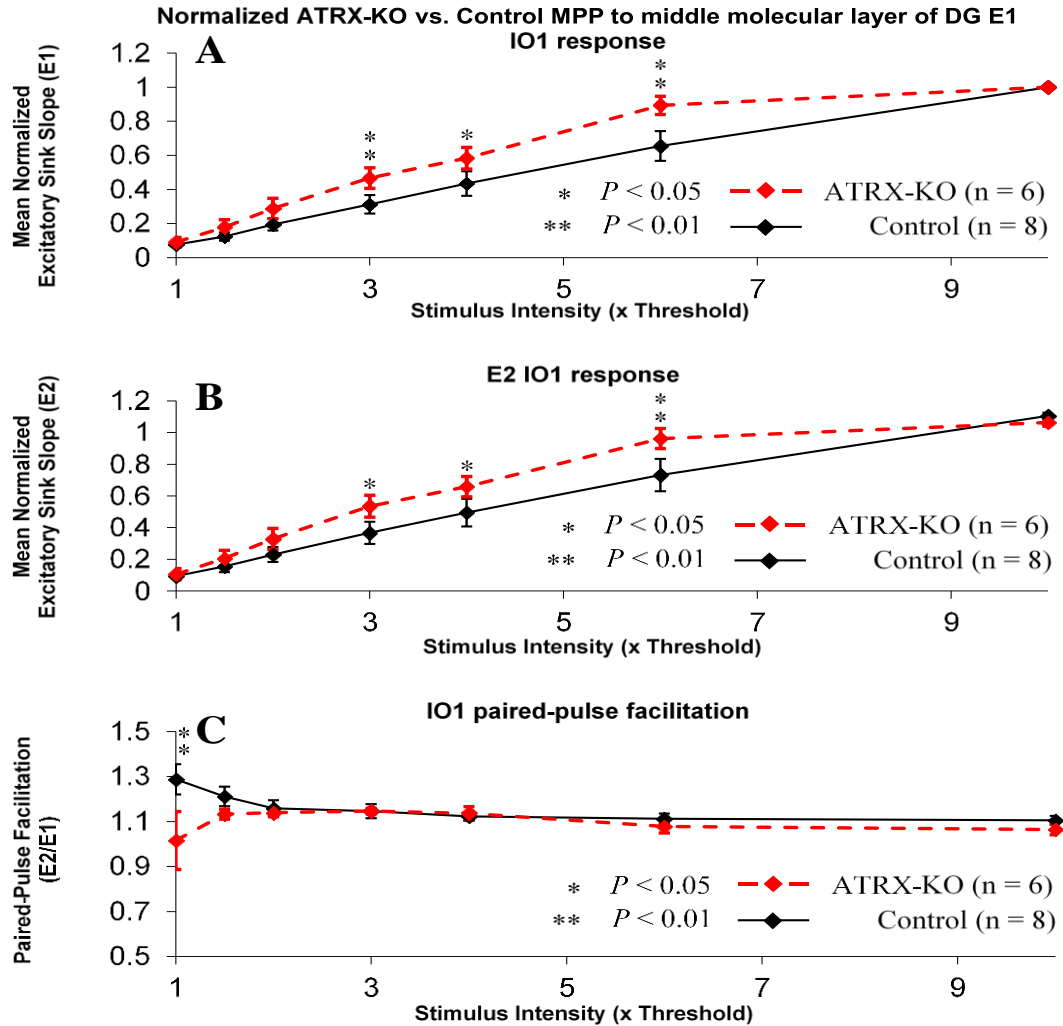 Normalized ATRX-KO vs. Control MPP to middle molecular layer of DG E1
IO1 response
A
Mean Normalized
Excitatory Sink Slope (E1)
1.2
1
0.8
0.6
0.4
0.2
0
*
*
*
*
*
* P < 0.05 ATRX-KO (n = 6)
** P < 0.01 Control (n = 8)
1 3 5 7 9
Stimulus Intensity (x Threshold)
E2 IO1 response
B
Mean Normalized
Excitatory Sink Slope (E2)
1.2
1
0.8
0.6
0.4
0.2
0
*
*
*
*
* P < 0.05 ATRX-KO (n = 6)
** P < 0.01 Control (n = 8)
1 3 5 7 9
Stimulus Intensity (x Threshold)
IO1 paired-pulse facilitation
C
Paired-Pulse Facilitation
(E2/E1)
1.5
1.3
1.1
0.9
0.7
0.5
*
*
* P < 0.05 ATRX-KO (n = 6)
** P < 0.01 Control (n = 8)
1 3 5 7 9
Stimulus Intensity (x Threshold)